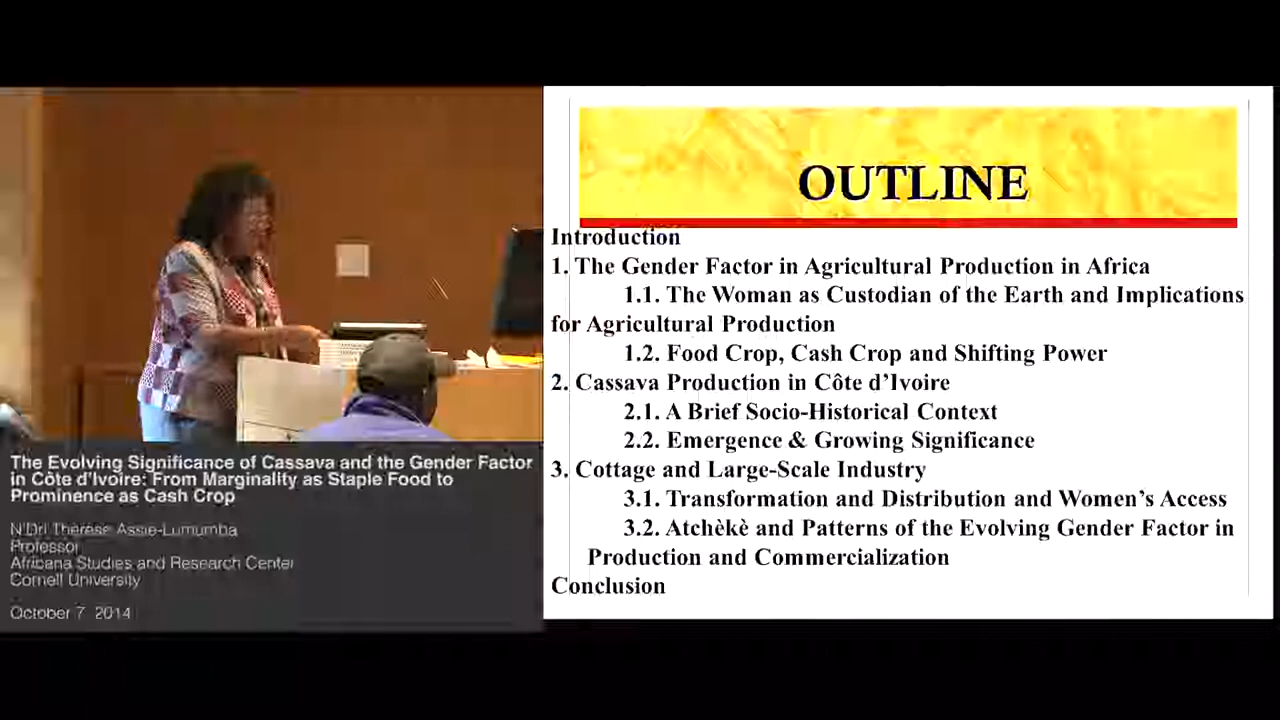 OUTLINE
Introduction
1. The Gender Factor in Agricultural Production in Africa
1.1. The Woman as Custodian of the Earth and Implications
for Agricultural Production
1.2. Food Crop, Cash Crop and Shifting Power
2. Cassava Production in Côte d’Ivoire
2.1. A Brief Socio-Historical Context
2.2. Emergence & Growing Significance
3. Cottage and Large-Scale Industry
3.1. Transformation and Distribution and Women’s Access
3.2. Atchèkè and Patterns of the Evolving Gender Factor in
Production and Commercialization
Conclusion
The Evolving Significance of Cassava and the Gender Factor
in Côte d’Ivoire: From Marginality as Staple Food to
Prominence as Cash Crop
N’Dri Thérèse Assié-Lumumba
Professor
Africana Studies and Research Center
Cornell University
October 7, 2014